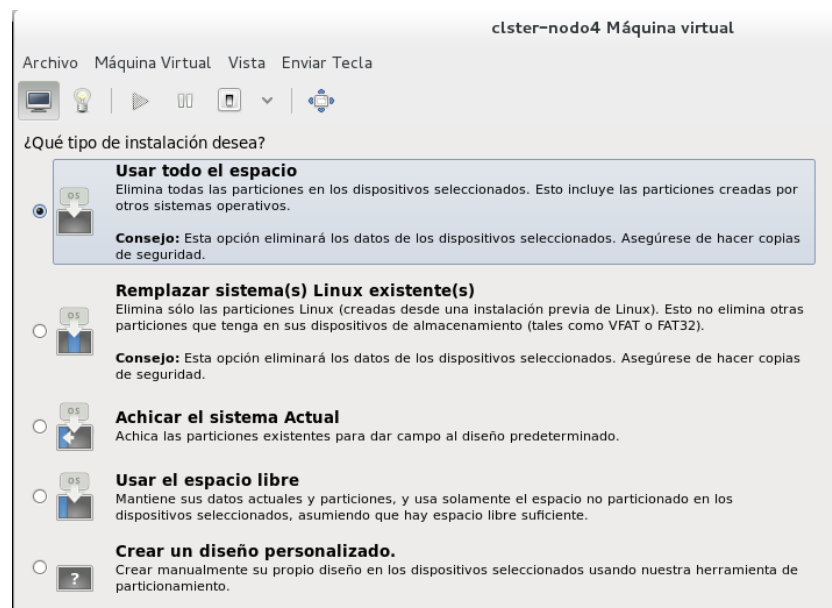 clster-nodo4 Máquina virtual
Archivo Máquina Virtual Vista Enviar Tecla
¿Qué tipo de instalación desea?
Usar todo el espacio
Elimina todas las particiones en los dispositivos seleccionados. Esto incluye las particiones creadas por
otros sistemas operativos.
Consejo: Esta opción eliminará los datos de los dispositivos seleccionados. Asegúrese de hacer copias
de seguridad.
OS
Remplazar sistema(s) Linux existente(s)
Elimina sólo las particiones Linux (creadas desde una instalación previa de Linux). Esto no elimina otras
particiones que tenga en sus dispositivos de almacenamiento (tales como VFAT o FAT32).
Consejo: Esta opción eliminará los datos de los dispositivos seleccionados. Asegúrese de hacer copias
de seguridad.
OS
Achicar el sistema Actual
Achica las particiones existentes para dar campo al diseño predeterminado.
OS
Usar el espacio libre
Mantiene sus datos actuales y particiones, y usa solamente el espacio no particionado en los
dispositivos seleccionados, asumiendo que hay espacio libre suficiente.
OS
Crear un diseño personalizado.
Crear manualmente su propio diseño en los dispositivos seleccionados usando nuestra herramienta de
particionamiento.
?